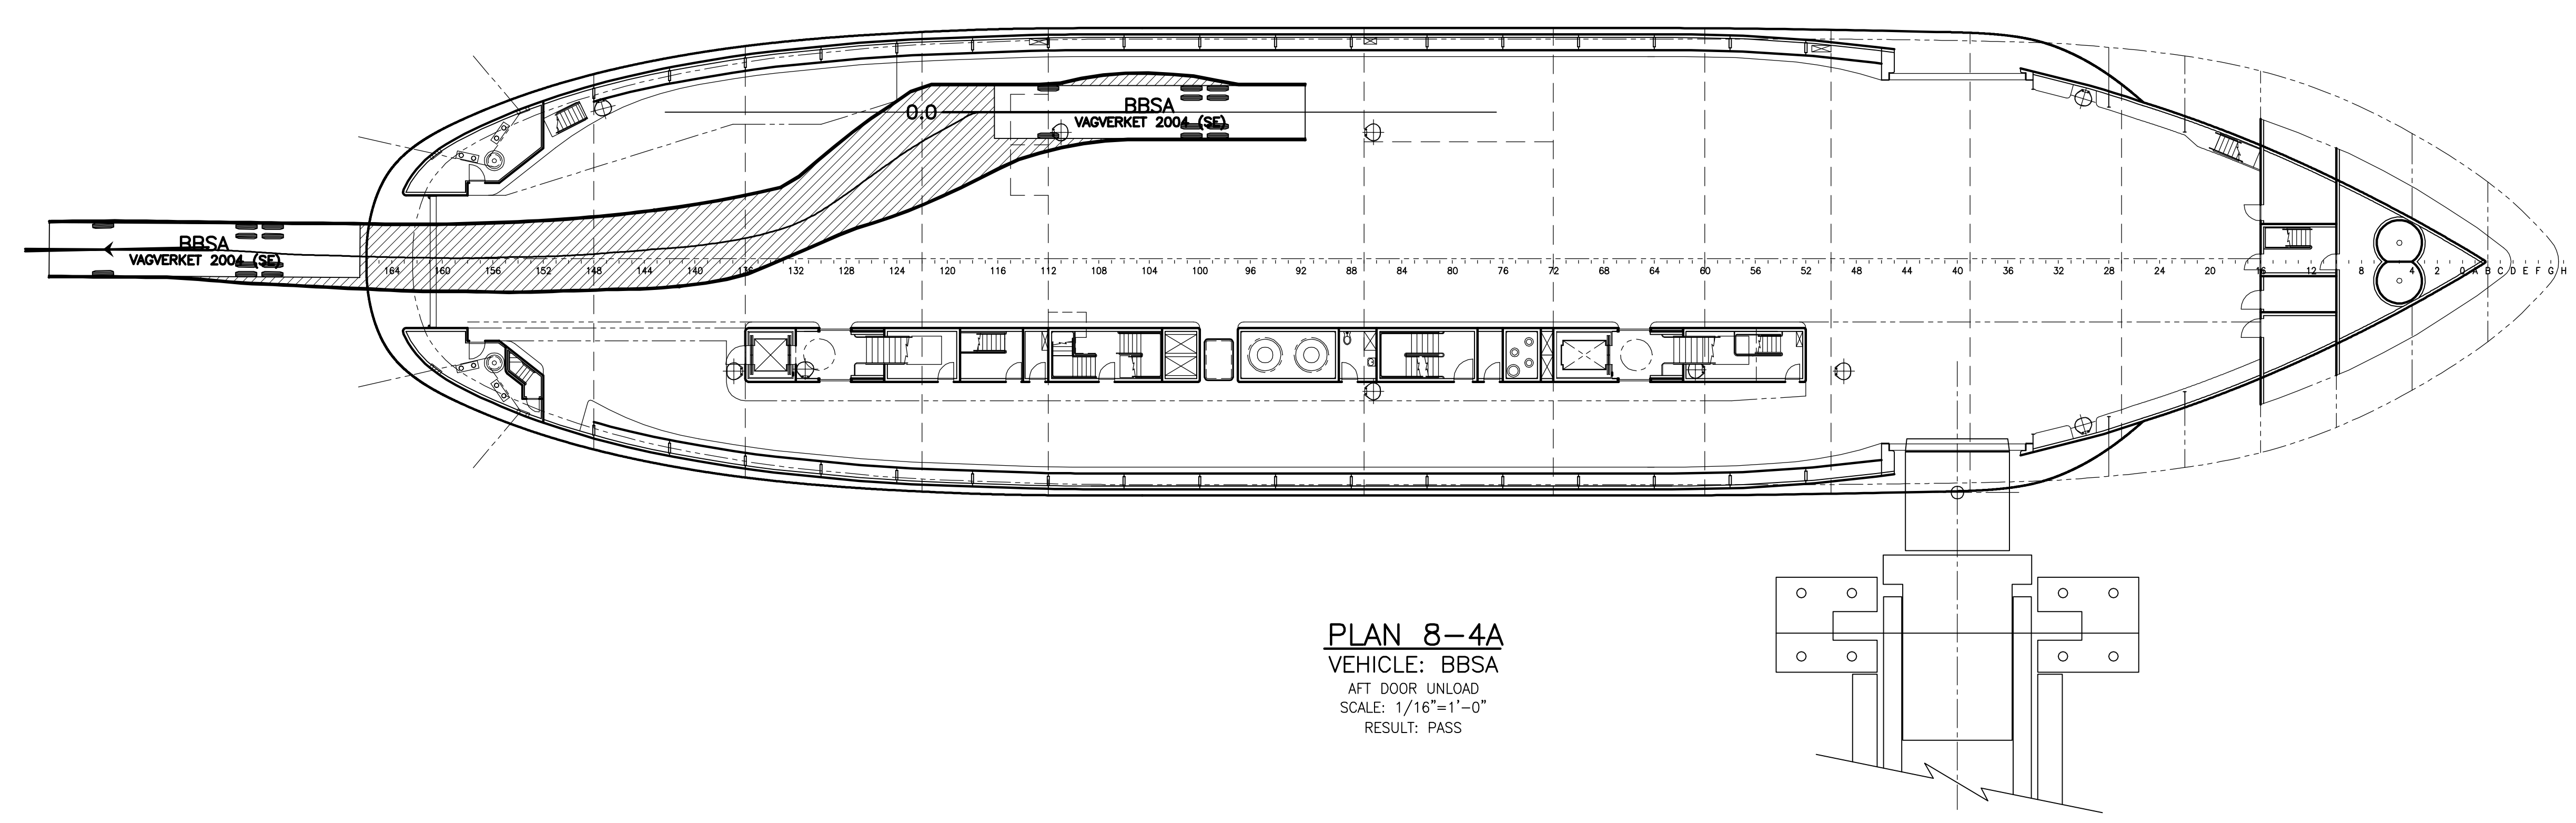 BBSA
VAGVERKET 2004 (SE)
0.0
BBSA
VAGVERKET 2004 (SE)
164 160 156 152 148 144 140 136 132 128 124 120 116 112 108 104 100 96 92 88 84 80 76 72 68 64 60 56 52 48 44 40 36 32 28 24 20 16 12 8 4 2 0 A B C D E F G H
PLAN 8-4A
VEHICLE: BBSA
AFT DOOR UNLOAD
SCALE: 1/16"=1'-0"
RESULT: PASS